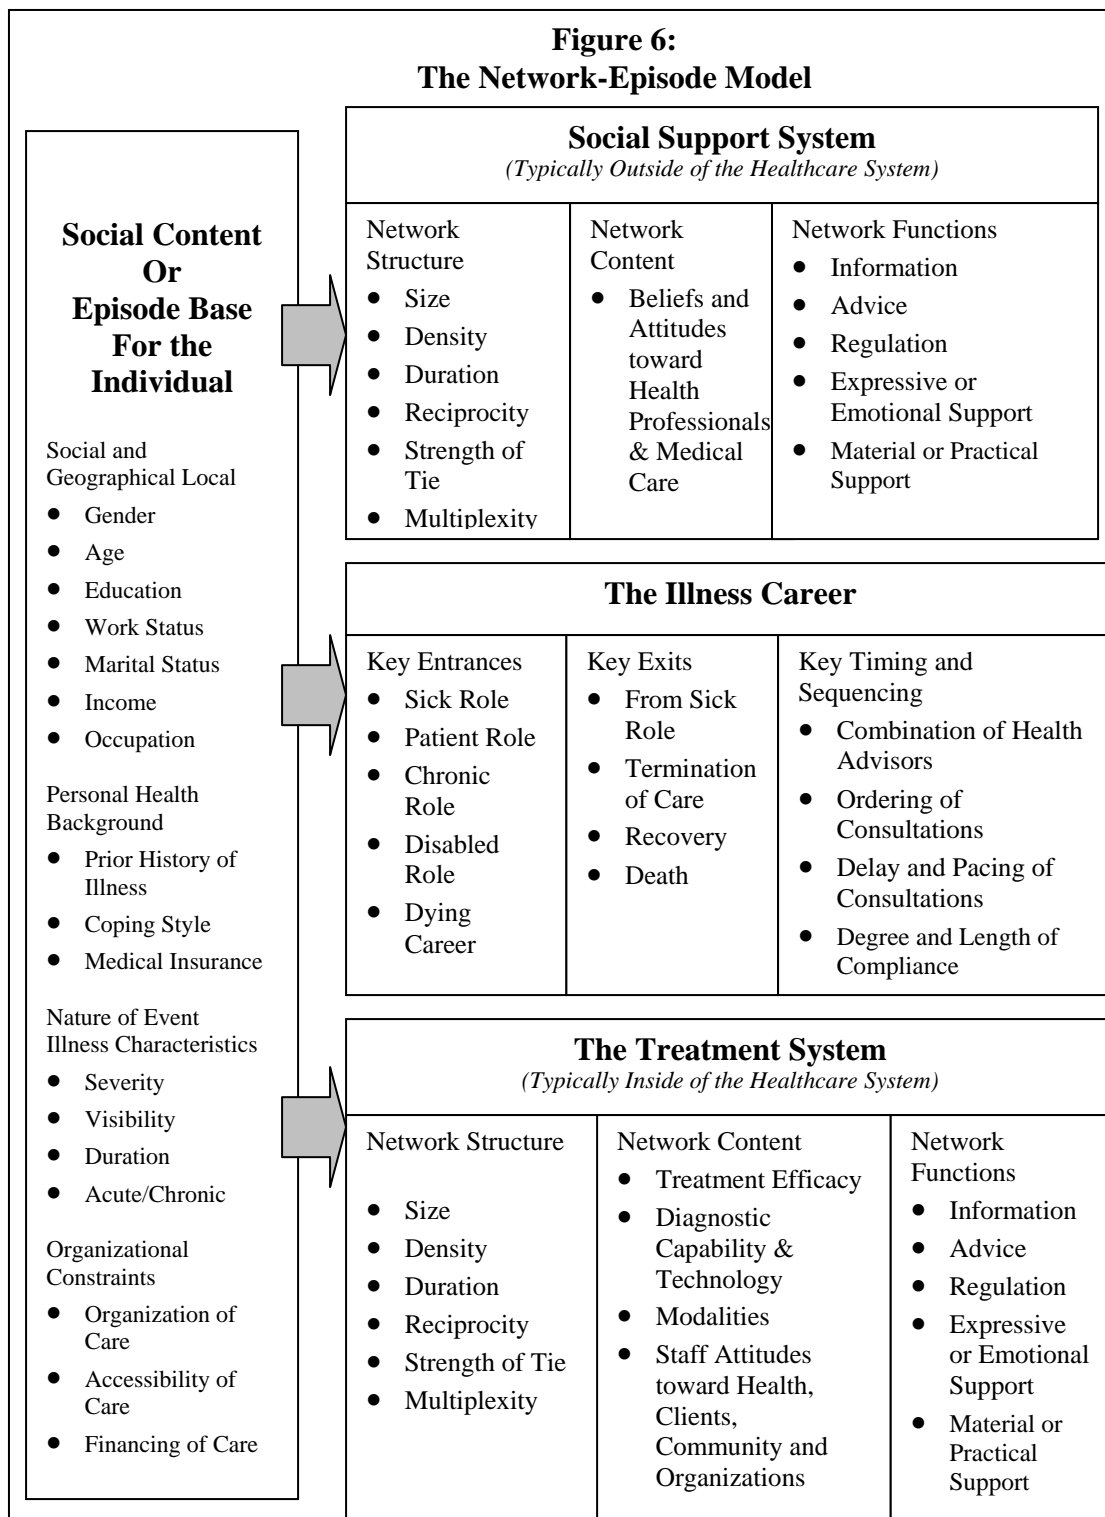 Figure 6:
The Network-Episode Model
Social Content
Or
Episode Base
For the
Individual
Social and
Geographical Local
● Gender
● Age
● Education
● Work Status
● Marital Status
● Income
● Occupation
Personal Health
Background
● Prior History of
Illness
● Coping Style
● Medical Insurance
Nature of Event
Illness Characteristics
● Severity
● Visibility
● Duration
● Acute/Chronic
Organizational
Constraints
● Organization of
Care
● Accessibility of
Care
● Financing of Care
Social Support System
(Typically Outside of the Healthcare System)
Network
Structure
● Size
● Density
● Duration
● Reciprocity
● Strength of
Tie
● Multiplexity
Network
Content
● Beliefs and
Attitudes
toward
Health
Professionals
& Medical
Care
Network Functions
● Information
● Advice
● Regulation
● Expressive or
Emotional Support
● Material or Practical
Support
The Illness Career
Key Entrances
● Sick Role
● Patient Role
● Chronic
Role
● Disabled
Role
● Dying
Career
Key Exits
● From Sick
Role
● Termination
of Care
● Recovery
● Death
Key Timing and
Sequencing
● Combination of Health
Advisors
● Ordering of
Consultations
● Delay and Pacing of
Consultations
● Degree and Length of
Compliance
The Treatment System
(Typically Inside of the Healthcare System)
Network Structure
● Size
● Density
● Duration
● Reciprocity
● Strength of Tie
● Multiplexity
Network Content
● Treatment Efficacy
● Diagnostic
Capability &
Technology
● Modalities
● Staff Attitudes
toward Health,
Clients,
Community and
Organizations
Network
Functions
● Information
● Advice
● Regulation
● Expressive
or Emotional
Support
● Material or
Practical
Support